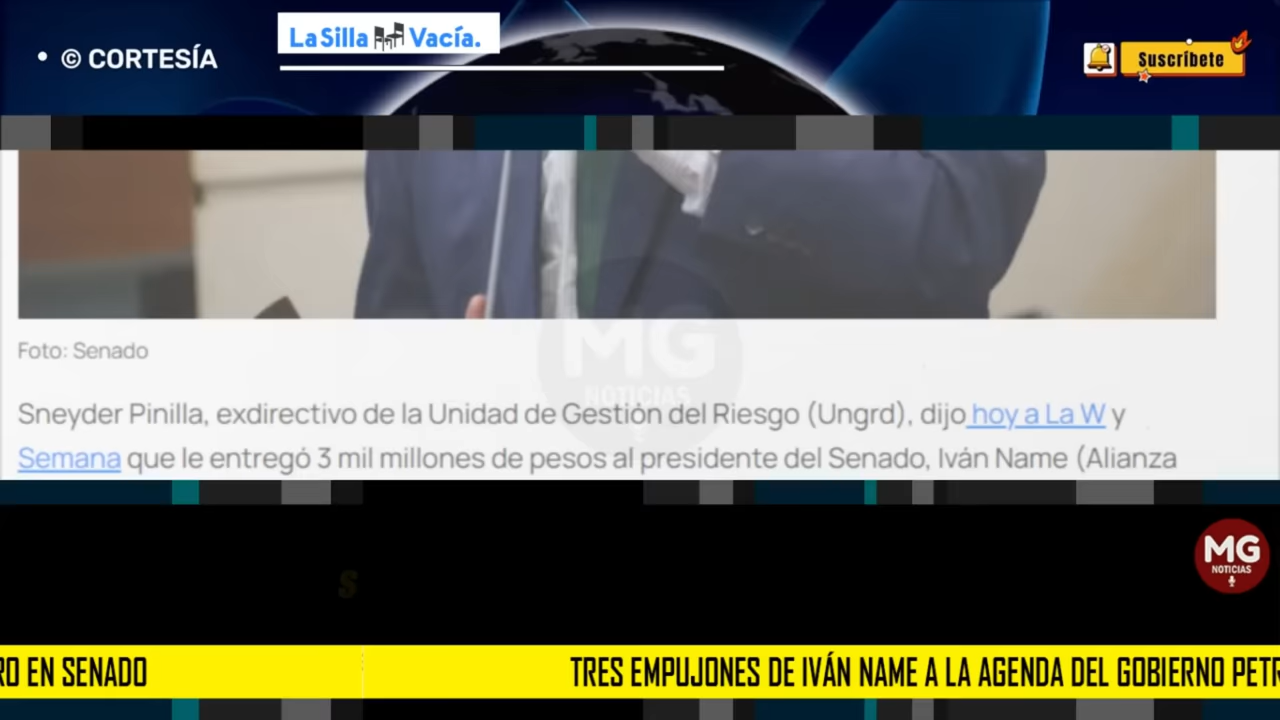 • © CORTESÍA
La Silla Vacía.
Suscríbete
Foto: Senado
MG
NOTICIAS
Sneyder Pinilla, exdirectivo de la Unidad de Gestión del Riesgo (Ungrd), dijo hoy a La W y
Semana que le entregó 3 mil millones de pesos al presidente del Senado, Iván Name (Alianza
MG
NOTICIAS
S
RO EN SENADO
TRES EMPUJONES DE IVÁN NAME A LA AGENDA DEL GOBIERNO PETR